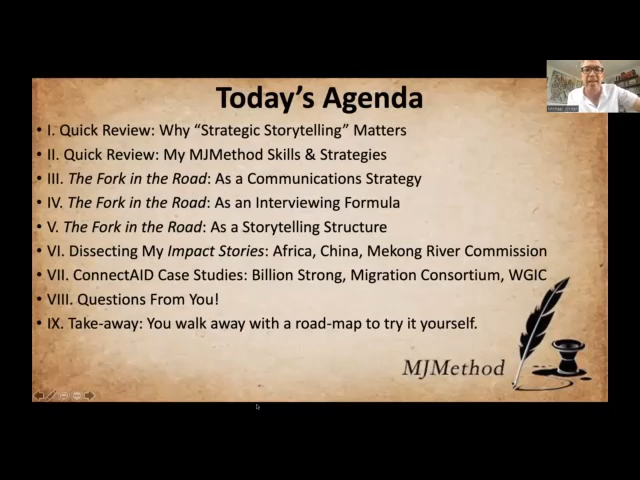 Today's Agenda
• I. Quick Review: Why “Strategic Storytelling” Matters
• II. Quick Review: My MJMethod Skills & Strategies
• III. The Fork in the Road: As a Communications Strategy
• IV. The Fork in the Road: As an Interviewing Formula
• V. The Fork in the Road: As a Storytelling Structure
• VI. Dissecting My Impact Stories: Africa, China, Mekong River Commission
• VII. ConnectAID Case Studies: Billion Strong, Migration Consortium, WGIC
• VIII. Questions From You!
• IX. Take-away: You walk away with a road-map to try it yourself.
MJMethod